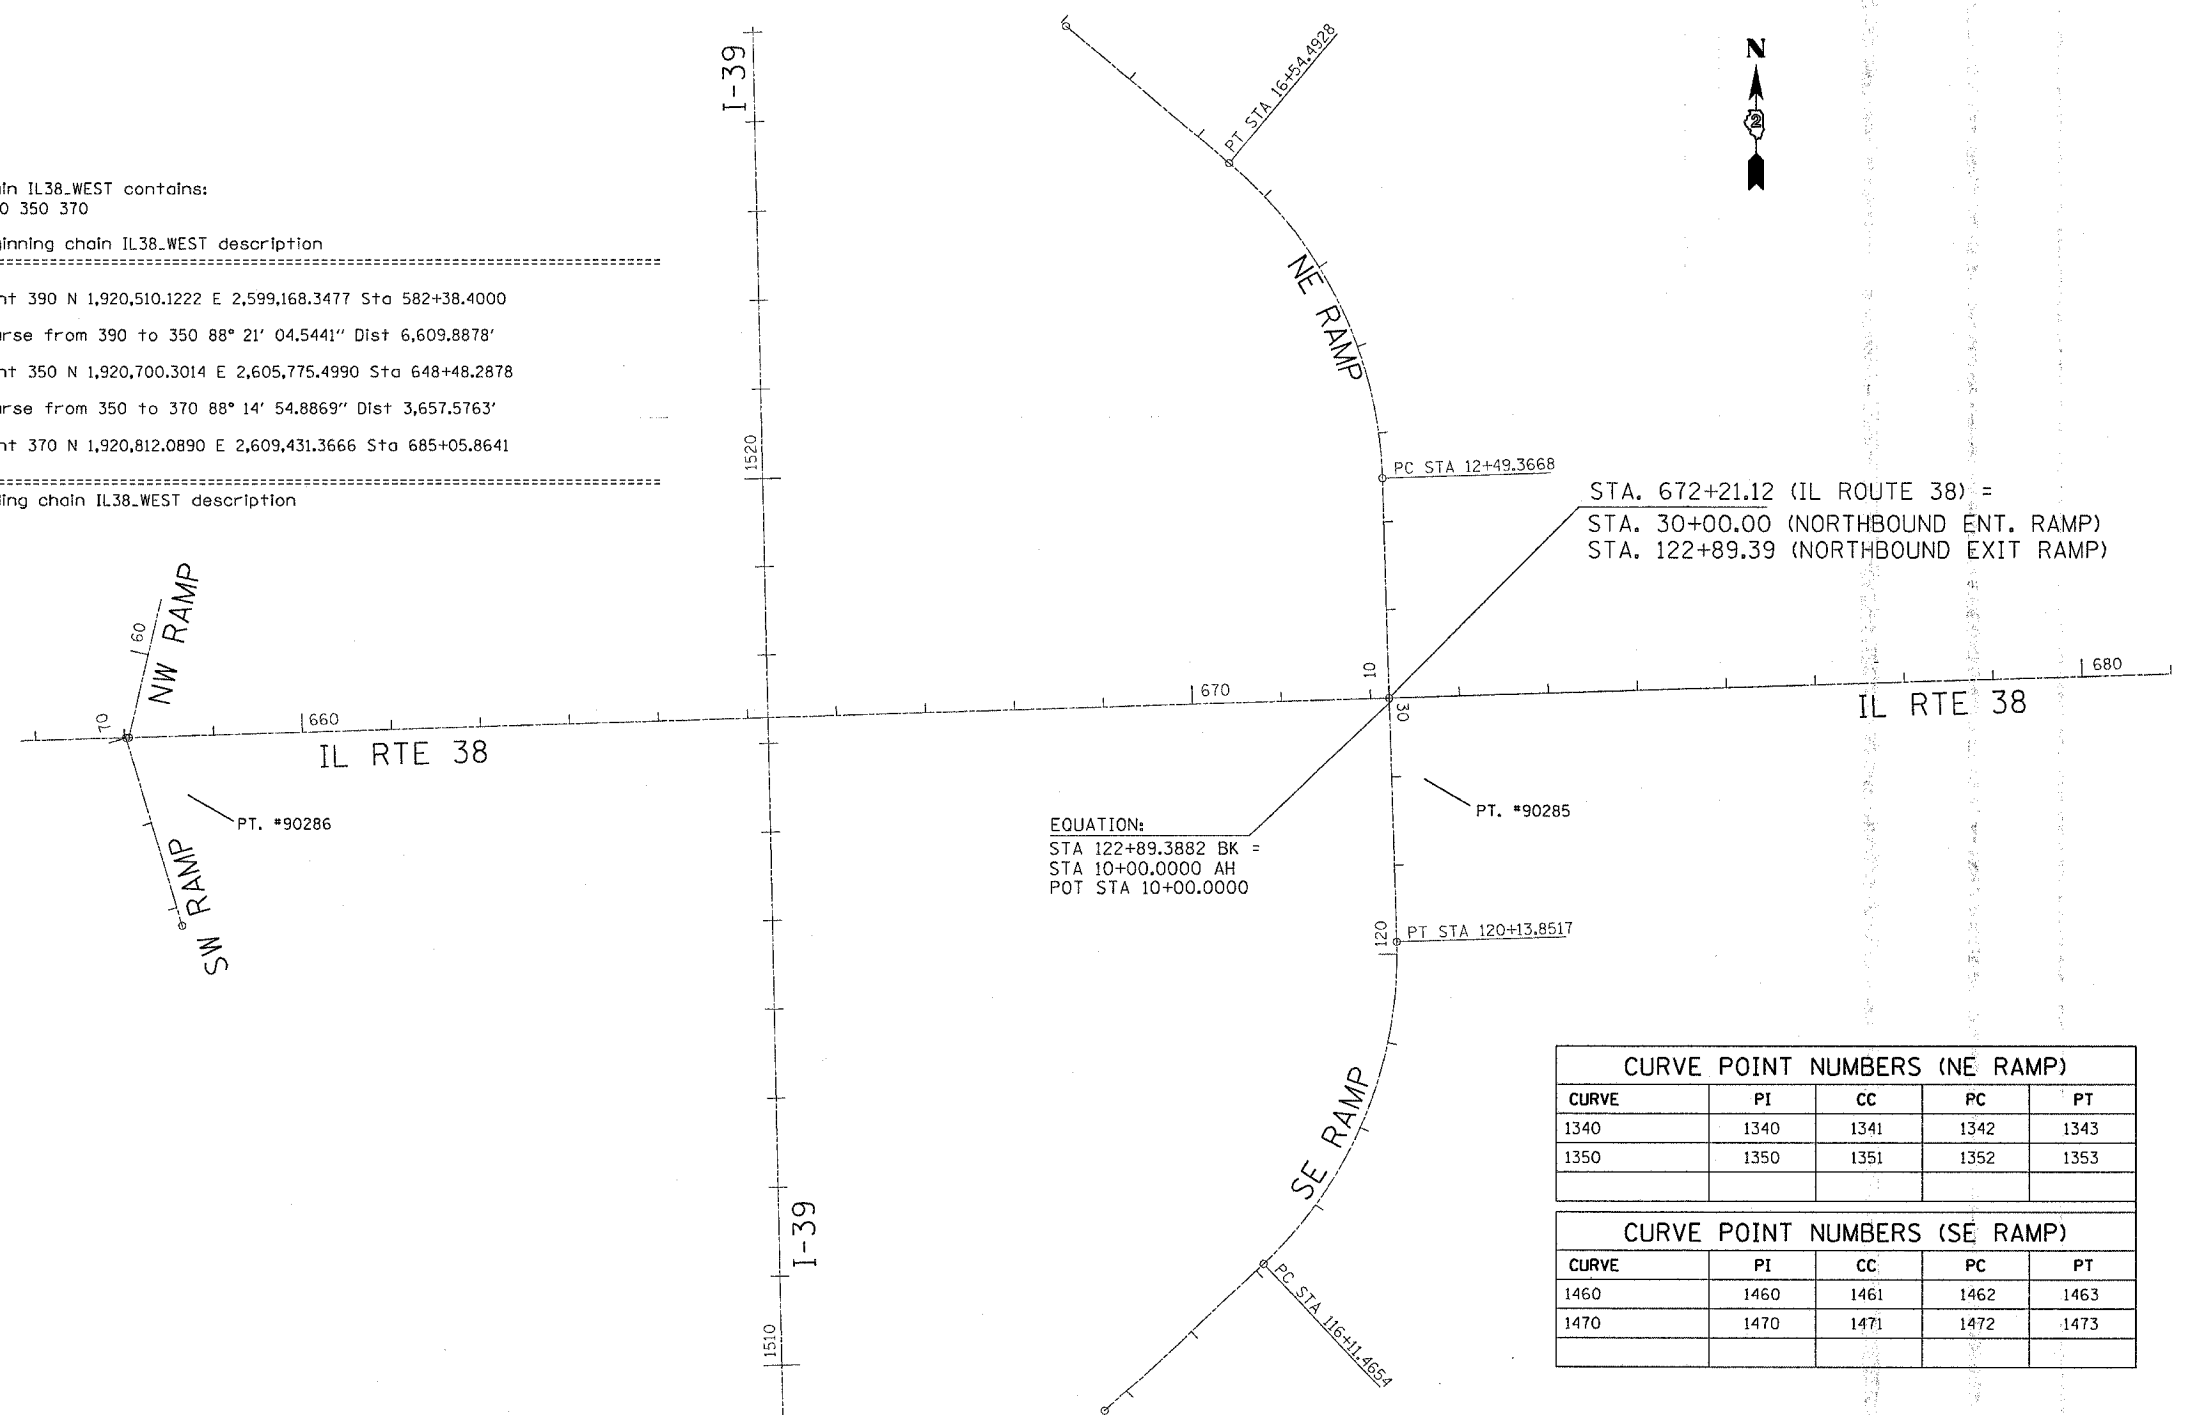 in IL38_WEST contains:
0 350 370
inning chain IL38_WEST description
nt 390 N 1,920,510.1222 E 2,599,168.3477 Sta 582+38.4000
rse from 390 to 350 88° 21' 04.5441" Dist 6,609.8878'
nt 350 N 1,920,700.3014 E 2,605,775.4990 Sta 648+48.2878
rse from 350 to 370 88° 14' 54.8869" Dist 3,657.5763'
nt 370 N 1,920,812.0890 E 2,609,431.3666 Sta 685+05.8641
ing chain IL38_WEST description
I-39
PT STA 16+54.4928
N
2
NE RAMP
1520
PC STA 12+49.3668
STA. 672+21.12 (IL ROUTE 38) =
STA. 30+00.00 (NORTHBOUND ENT. RAMP)
STA. 122+89.39 (NORTHBOUND EXIT RAMP)
60
NW RAMP
70
660
IL RTE 38
670
10
30
680
IL RTE 38
PT. #90286
SW RAMP
PT. #90285
EQUATION:
STA 122+89.3882 BK =
STA 10+00.0000 AH
POT STA 10+00.0000
120
PT STA 120+13.8517
SE RAMP
I-39
1510
PC STA 116+11.4654
CURVE POINT NUMBERS (NE RAMP)
CURVE PI CC PC PT
1340 1340 1341 1342 1343
1350 1350 1351 1352 1353
CURVE POINT NUMBERS (SE RAMP)
CURVE PI CC PC PT
1460 1460 1461 1462 1463
1470 1470 1471 1472 1473